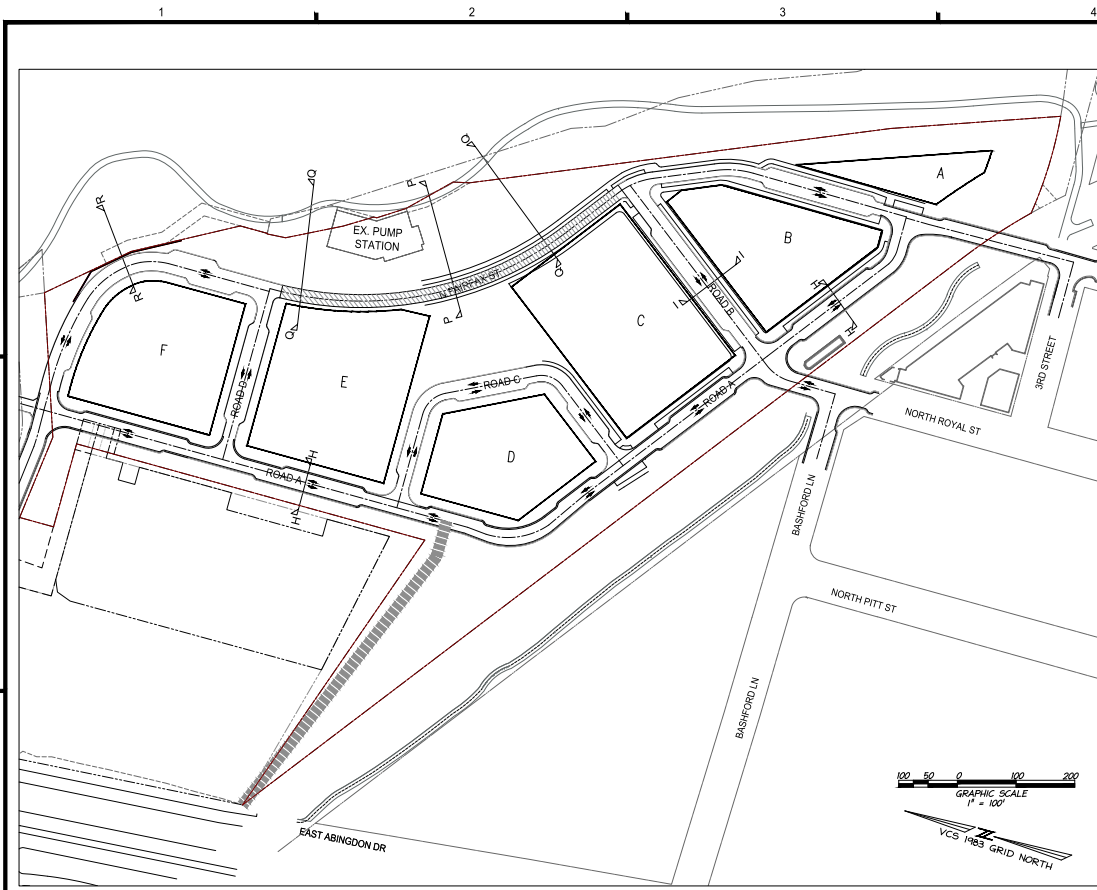 1
2
3
4
A
R
Q
P
Q
EX. PUMP
STATION
B
N FAIRFAX ST
Q
I
H
R
ROAD B
I
P
C
H
Q
F
E
3RD STREET
ROAD C
ROAD A
ROAD D
NORTH ROYAL ST
D
H
ROAD A
BASHFORD LN
H
NORTH PITT ST
BASHFORD LN
100 50 0 100 200
GRAPHIC SCALE
1" = 100'
EAST ABINGDON DR
VCS 1983 GRID NORTH